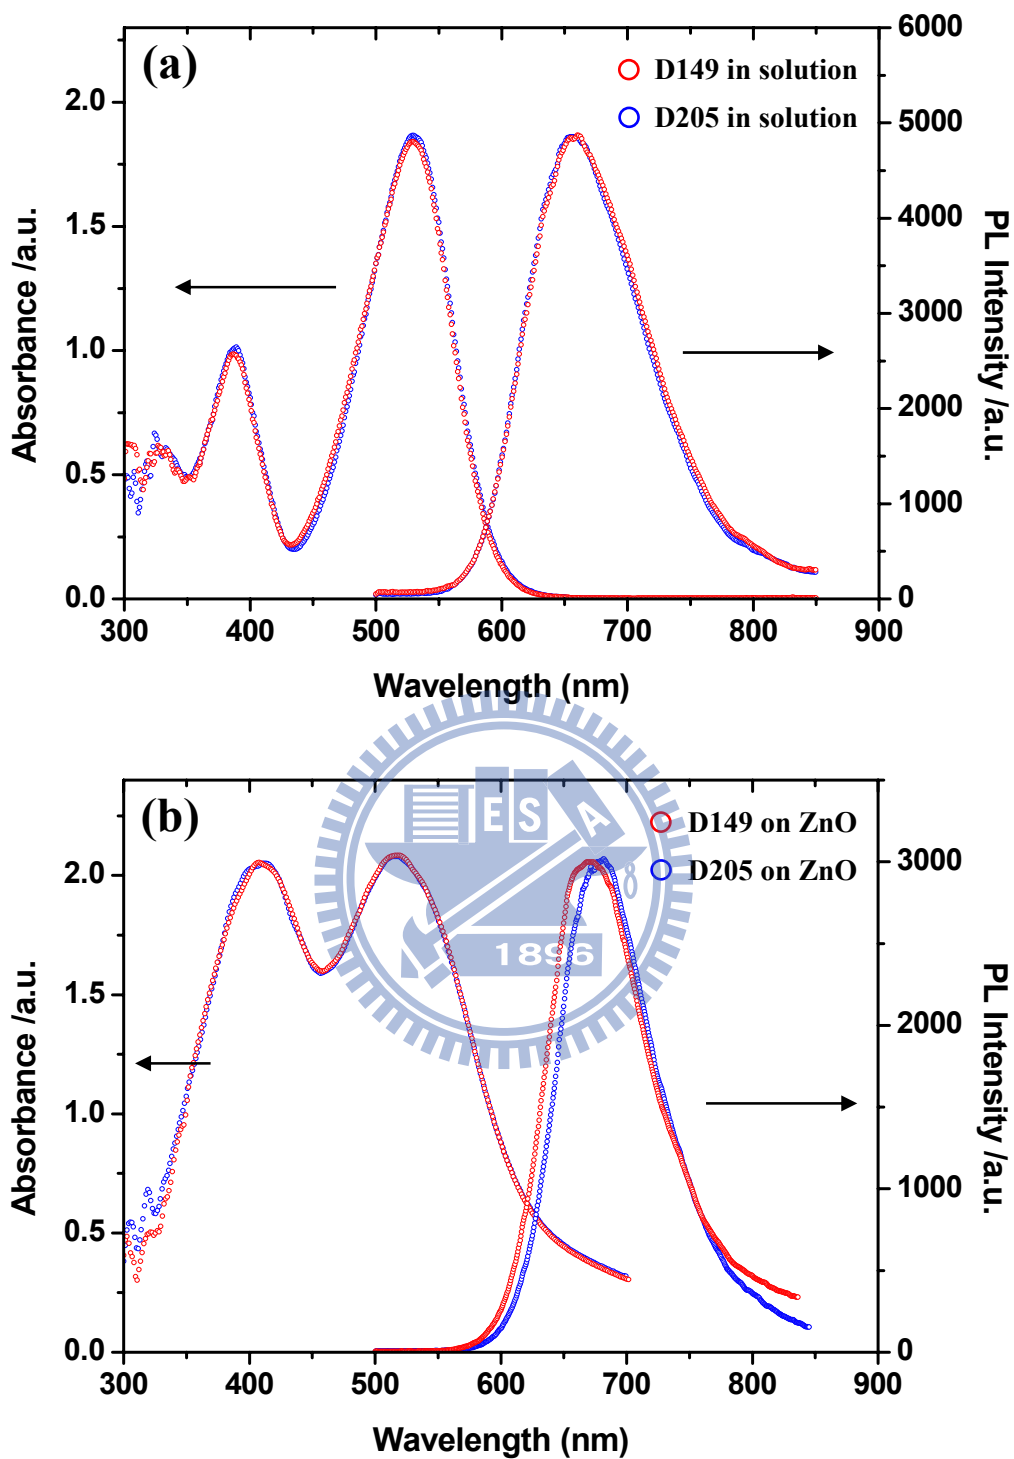 (a)
D149 in solution
D205 in solution
6000
5000
4000
3000
2000
1000
0
2.0
1.5
1.0
0.5
0.0
Absorbance /a.u.
PL Intensity /a.u.
300 400 500 600 700 800 900
Wavelength (nm)
(b)
E S A
8
1896
D149 on ZnO
D205 on ZnO
3000
2000
1000
0
2.0
1.5
1.0
0.5
0.0
Absorbance /a.u.
PL Intensity /a.u.
300 400 500 600 700 800 900
Wavelength (nm)